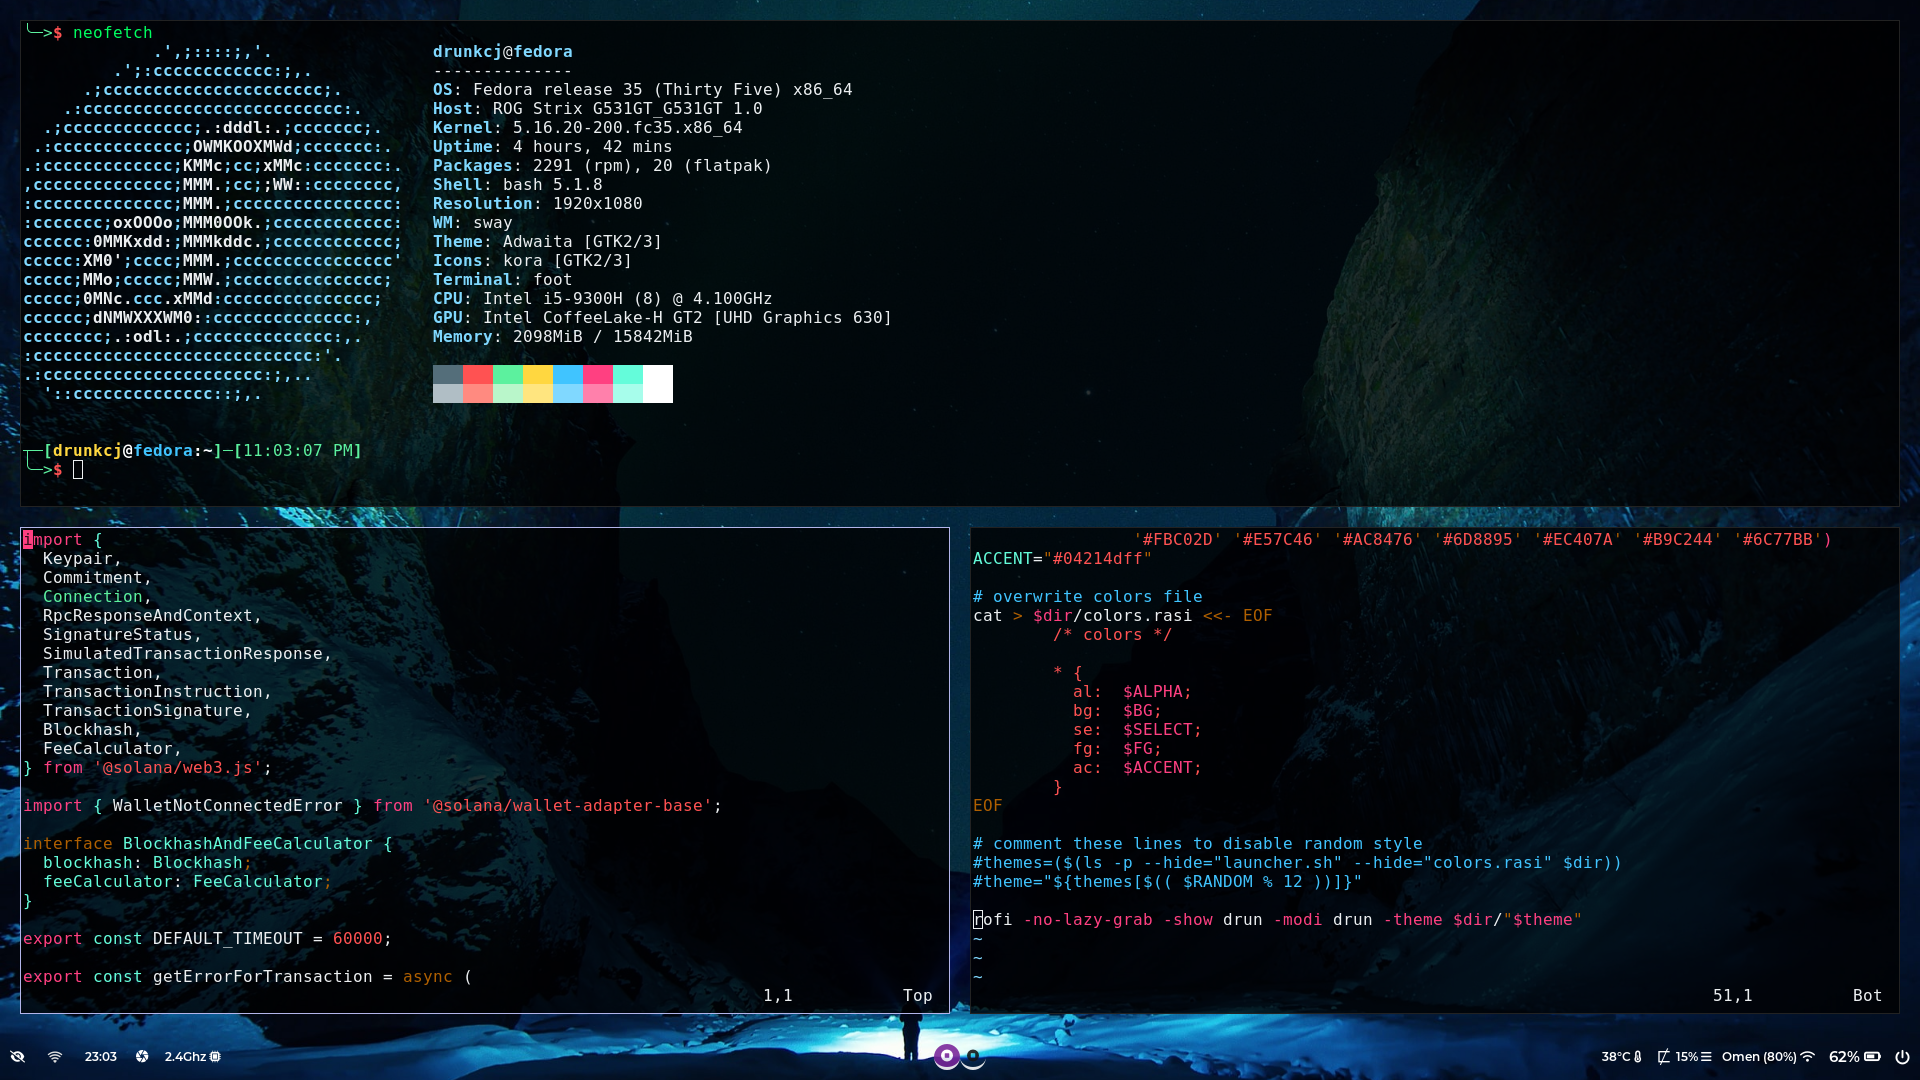 ╰─>$ neofetch
             .',;::::;,'.
         .';:cccccccccccc:;,.
      .;cccccccccccccccccccccc;.
    .:cccccccccccccccccccccccccc:.
  .;ccccccccccccc;.:dddl:.;ccccccc;.
 .:ccccccccccccc;OWMKOOXMWd;ccccccc:.
.:ccccccccccccc;KMMc;cc;xMMc:ccccccc:.
,cccccccccccccc;MMM.;cc;;WW::cccccccc,
:cccccccccccccc;MMM.;cccccccccccccccc:
:ccccccc;oxOOOo;MMM0OOk.;cccccccccccc:
cccccc:0MMKxdd:;MMMkddc.;cccccccccccc;
ccccc:XM0';cccc;MMM.;cccccccccccccccc'
ccccc;MMo;ccccc;MMW.;ccccccccccccccc;
ccccc;0MNc.ccc.xMMd:ccccccccccccccc;
cccccc;dNMWXXXWM0::cccccccccccccc:,
cccccccc;.:odl:.;cccccccccccccc:,.
:cccccccccccccccccccccccccccc:'.
.:cccccccccccccccccccccc:;,..
  '::cccccccccccccc::;,.
drunkcj@fedora
--------------
OS: Fedora release 35 (Thirty Five) x86_64
Host: ROG Strix G531GT_G531GT 1.0
Kernel: 5.16.20-200.fc35.x86_64
Uptime: 4 hours, 42 mins
Packages: 2291 (rpm), 20 (flatpak)
Shell: bash 5.1.8
Resolution: 1920x1080
WM: sway
Theme: Adwaita [GTK2/3]
Icons: kora [GTK2/3]
Terminal: foot
CPU: Intel i5-9300H (8) @ 4.100GHz
GPU: Intel CoffeeLake-H GT2 [UHD Graphics 630]
Memory: 2098MiB / 15842MiB
┬─[drunkcj@fedora:~]─[11:03:07 PM]
╰─>$
import {
  Keypair,
  Commitment,
  Connection,
  RpcResponseAndContext,
  SignatureStatus,
  SimulatedTransactionResponse,
  Transaction,
  TransactionInstruction,
  TransactionSignature,
  Blockhash,
  FeeCalculator,
} from '@solana/web3.js';
import { WalletNotConnectedError } from '@solana/wallet-adapter-base';
interface BlockhashAndFeeCalculator {
  blockhash: Blockhash;
  feeCalculator: FeeCalculator;
}
export const DEFAULT_TIMEOUT = 60000;
export const getErrorForTransaction = async (
1,1 Top
'#FBC02D' '#E57C46' '#AC8476' '#6D8895' '#EC407A' '#B9C244' '#6C77BB')
ACCENT="#04214dff"
# overwrite colors file
cat > $dir/colors.rasi <<- EOF
        /* colors */
        * {
          al:  $ALPHA;
          bg:  $BG;
          se:  $SELECT;
          fg:  $FG;
          ac:  $ACCENT;
        }
EOF
# comment these lines to disable random style
#themes=($(ls -p --hide="launcher.sh" --hide="colors.rasi" $dir))
#theme="${themes[$(( $RANDOM % 12 ))]}"
rofi -no-lazy-grab -show drun -modi drun -theme $dir/"$theme"
~
~
~
51,1 Bot
23:03 2.4Ghz
38°C 15% Omen (80%) 62%